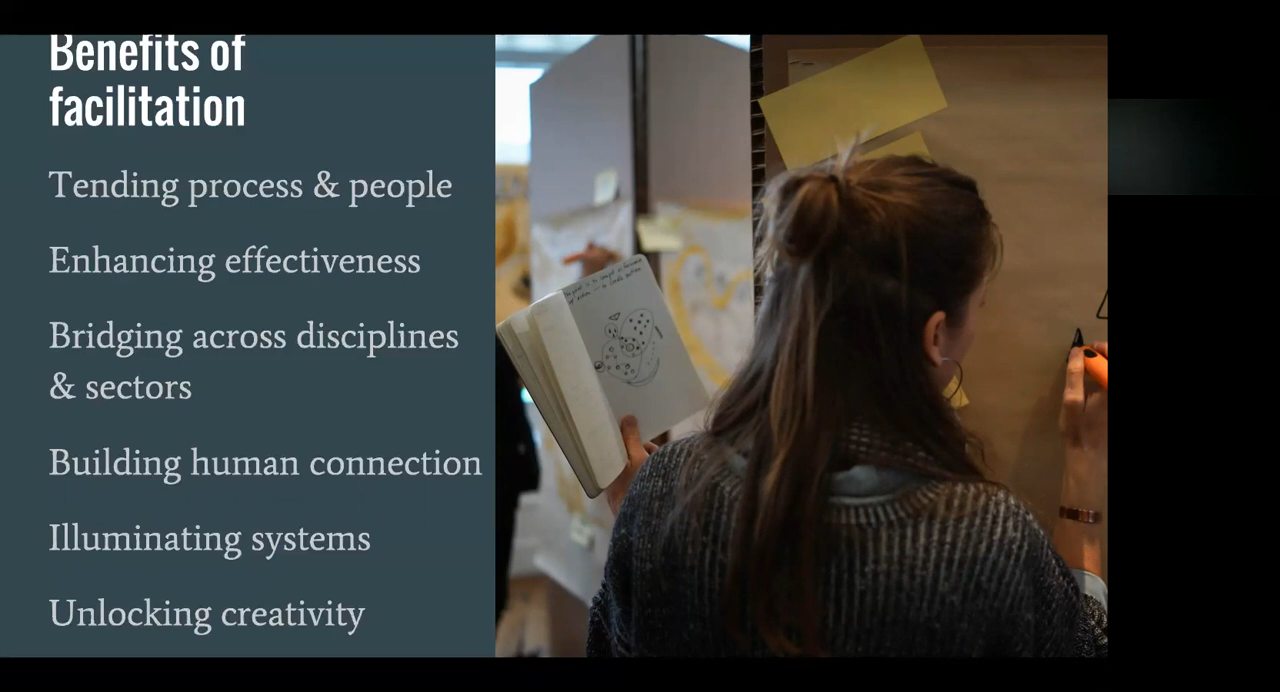 Benefits of
facilitation
Tending process & people
Enhancing effectiveness
Bridging across disciplines
& sectors
Building human connection
Illuminating systems
Unlocking creativity